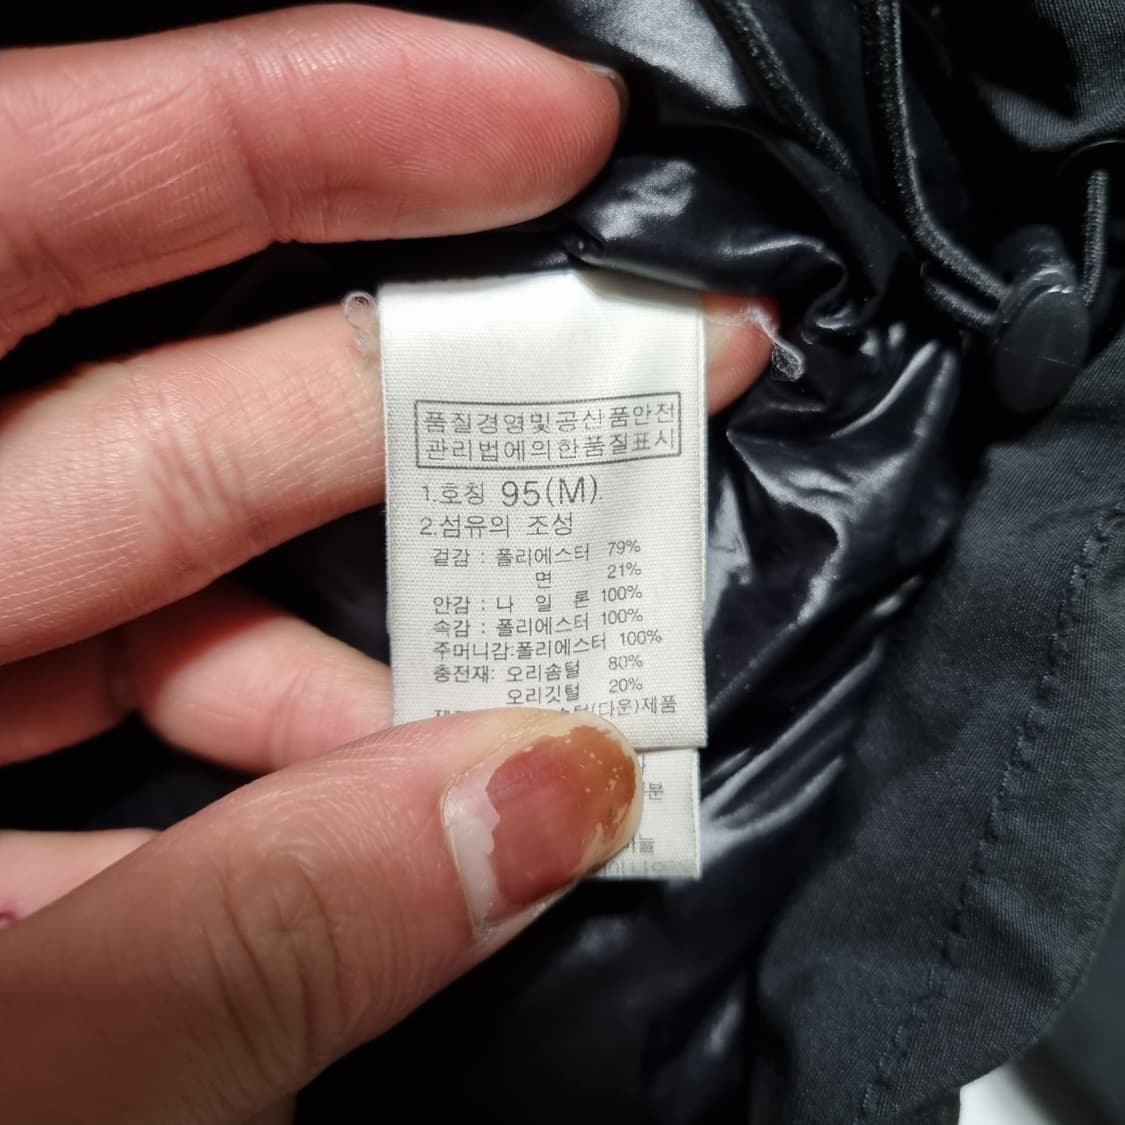 품질경영및공산품안전
관리법에의한품질표시
1.호칭 95(M)
2.섬유의 조성
겉감 : 폴리에스터 79%
면 21%
안감 : 나 일 론 100%
속감 : 폴리에스터 100%
주머니감:폴리에스터 100%
충전재: 오리솜털 80%
오리깃털 20%
(다운)제품